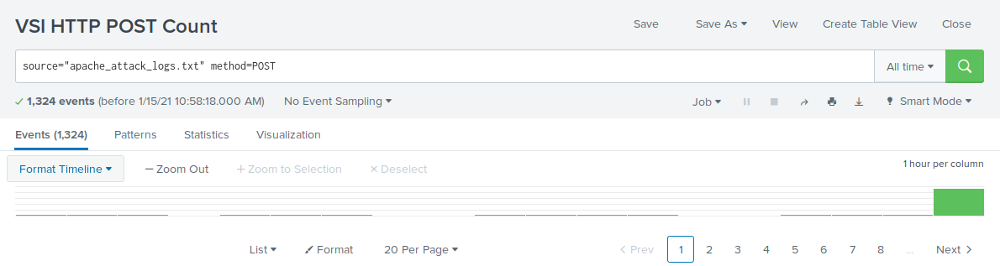 VSI HTTP POST Count
Save Save As View Create Table View Close
source="apache_attack_logs.txt" method=POST
All time
1,324 events (before 1/15/21 10:58:18.000 AM) No Event Sampling Job Smart Mode
Events (1,324) Patterns Statistics Visualization
Format Timeline — Zoom Out + Zoom to Selection × Deselect 1 hour per column
List Format 20 Per Page < Prev 1 2 3 4 5 6 7 8 ... Next >